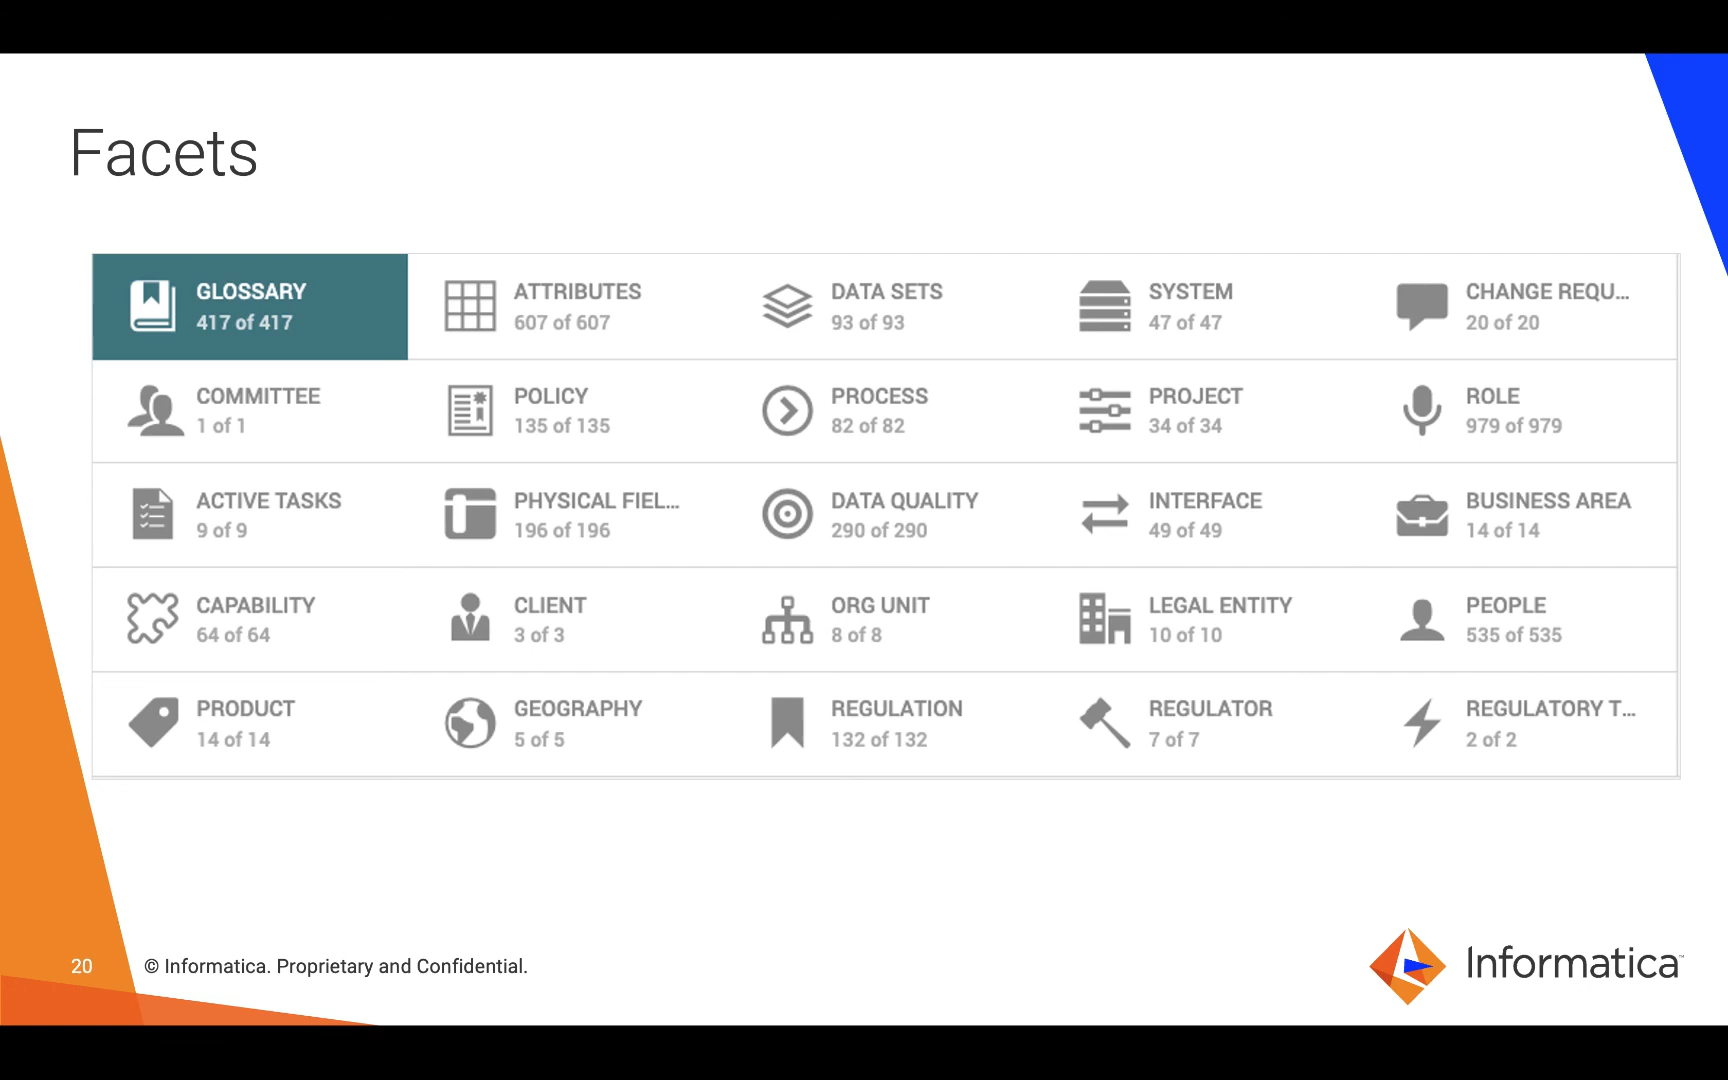 Facets
GLOSSARY
417 of 417
ATTRIBUTES
607 of 607
DATA SETS
93 of 93
SYSTEM
47 of 47
CHANGE REQU...
20 of 20
COMMITTEE
1 of 1
POLICY
135 of 135
PROCESS
82 of 82
PROJECT
34 of 34
ROLE
979 of 979
ACTIVE TASKS
9 of 9
PHYSICAL FIEL...
196 of 196
DATA QUALITY
290 of 290
INTERFACE
49 of 49
BUSINESS AREA
14 of 14
CAPABILITY
64 of 64
CLIENT
3 of 3
ORG UNIT
8 of 8
LEGAL ENTITY
10 of 10
PEOPLE
535 of 535
PRODUCT
14 of 14
GEOGRAPHY
5 of 5
REGULATION
132 of 132
REGULATOR
7 of 7
REGULATORY T...
2 of 2
20
© Informatica. Proprietary and Confidential.
Informatica™